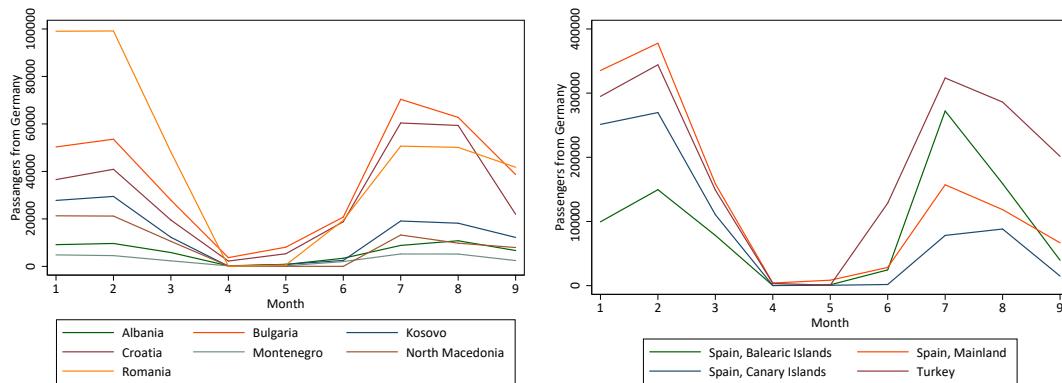 Passangers from Germany
100000
80000
60000
40000
20000
0
1 2 3 4 5 6 7 8 9
Month
Albania Bulgaria Kosovo
Croatia Montenegro North Macedonia
Romania
Passengers from Germany
400000
300000
200000
100000
0
1 2 3 4 5 6 7 8 9
Month
Spain, Balearic Islands Spain, Mainland
Spain, Canary Islands Turkey